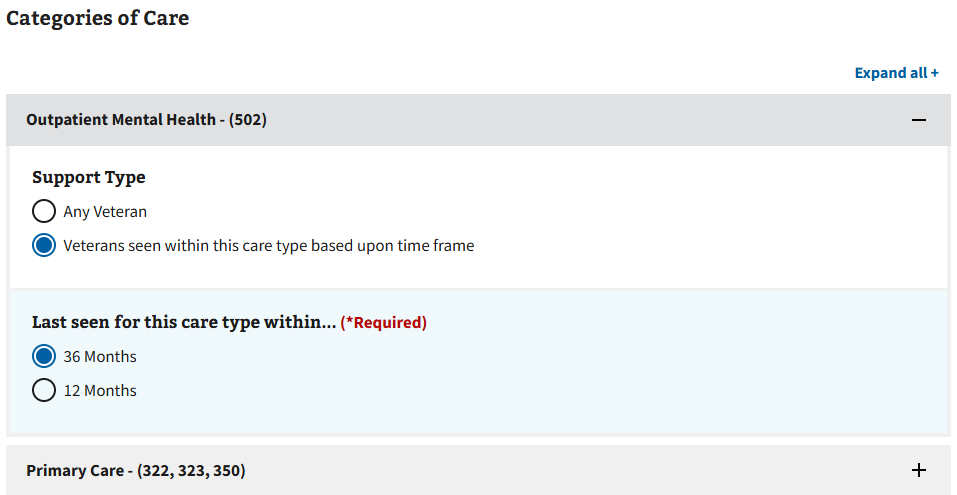 Categories of Care
Expand all +
Outpatient Mental Health - (502)
Support Type
Any Veteran
Veterans seen within this care type based upon time frame
Last seen for this care type within... (*Required)
36 Months
12 Months
Primary Care - (322, 323, 350)